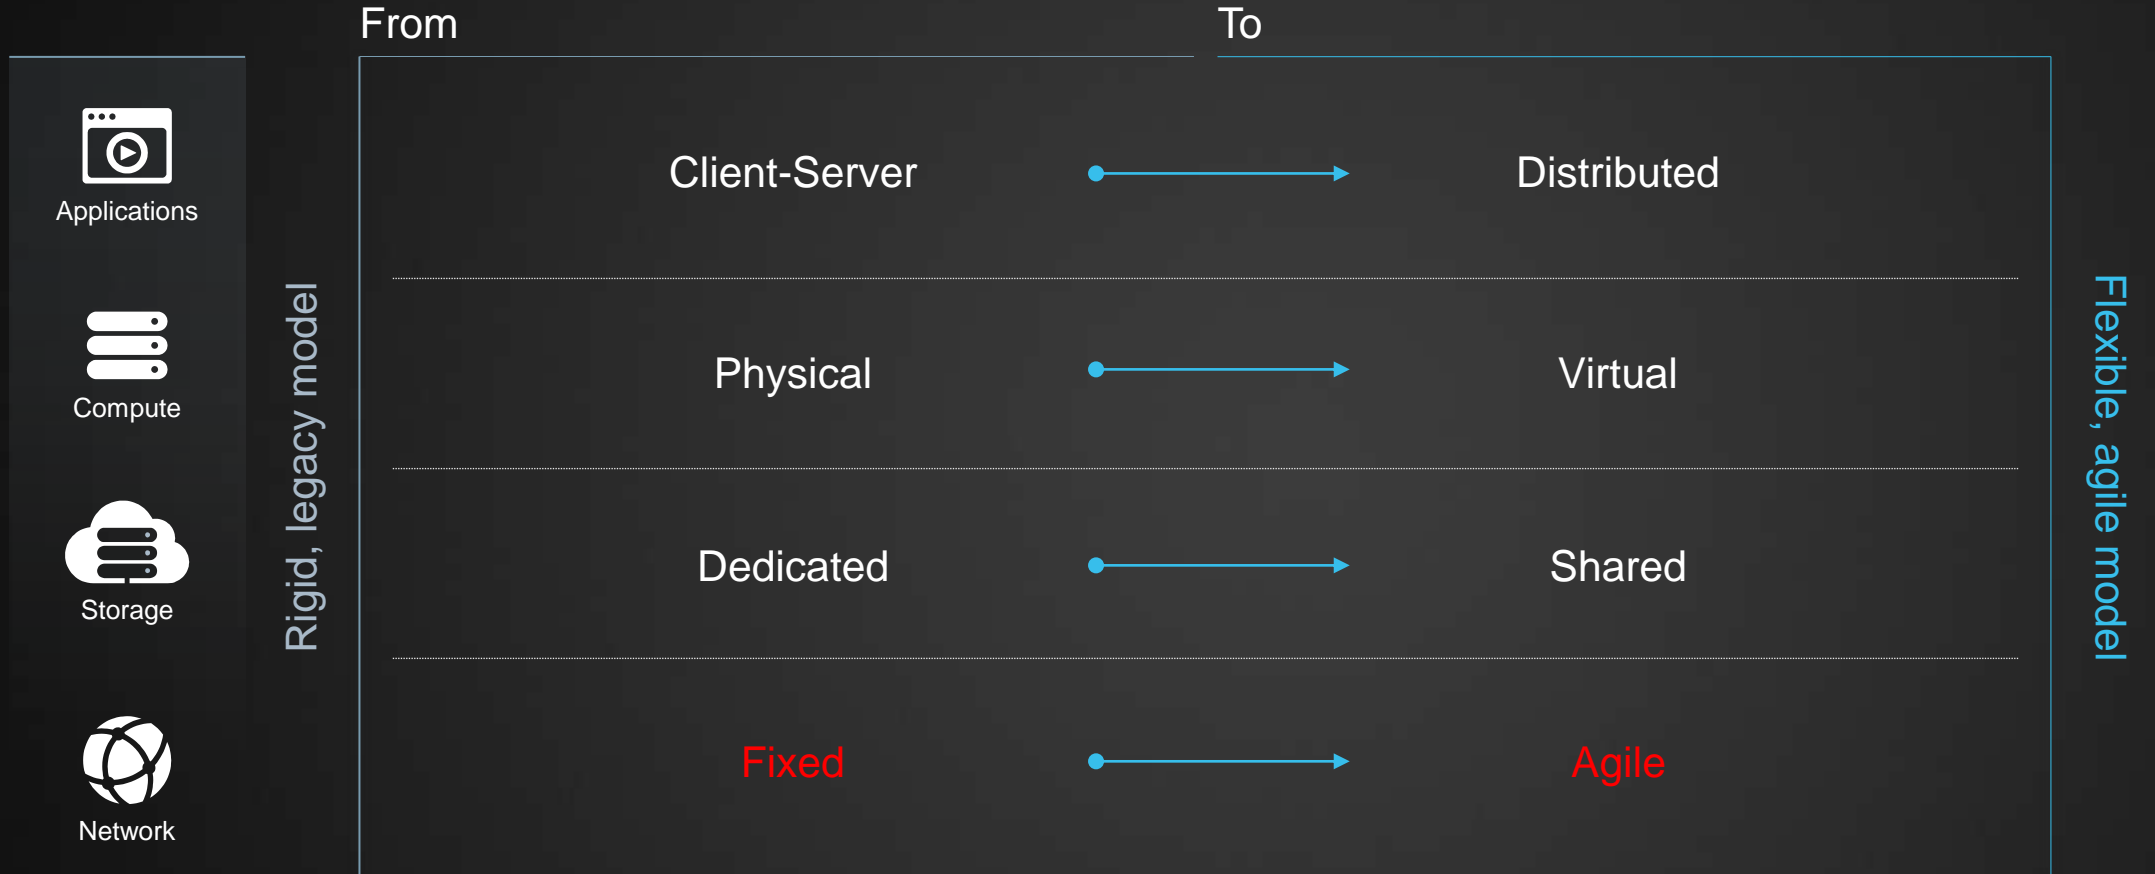 From
To
Applications
Client-Server
Distributed
Compute
Physical
Virtual
Storage
Dedicated
Shared
Network
Fixed
Agile
Rigid, legacy model
Flexible, agile model